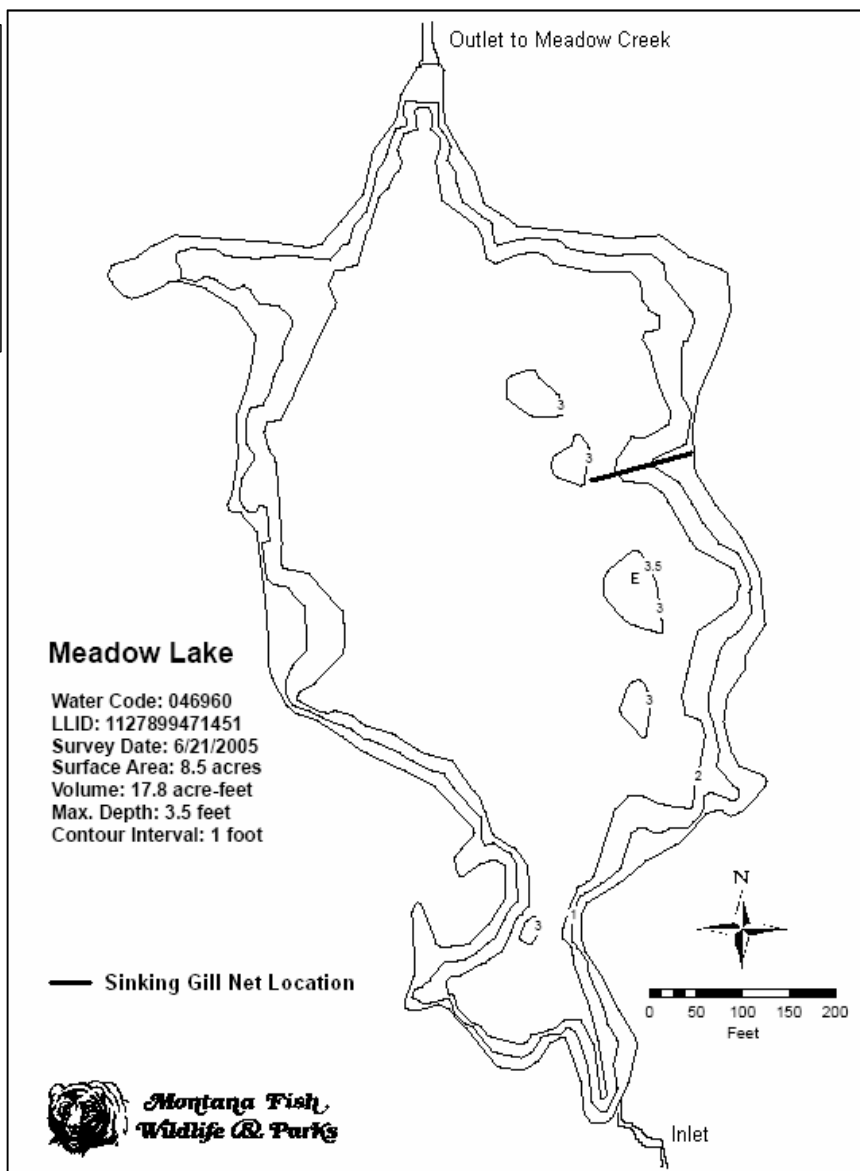 Outlet to Meadow Creek
3
3
3.5
E
3
3
Meadow Lake
Water Code: 046960
LLID: 1127899471451
Survey Date: 6/21/2005
Surface Area: 8.5 acres
Volume: 17.8 acre-feet
Max. Depth: 3.5 feet
Contour Interval: 1 foot
2
1
3
N
Sinking Gill Net Location
0 50 100 150 200
Feet
Montana Fish,
Wildlife & Parks
Inlet